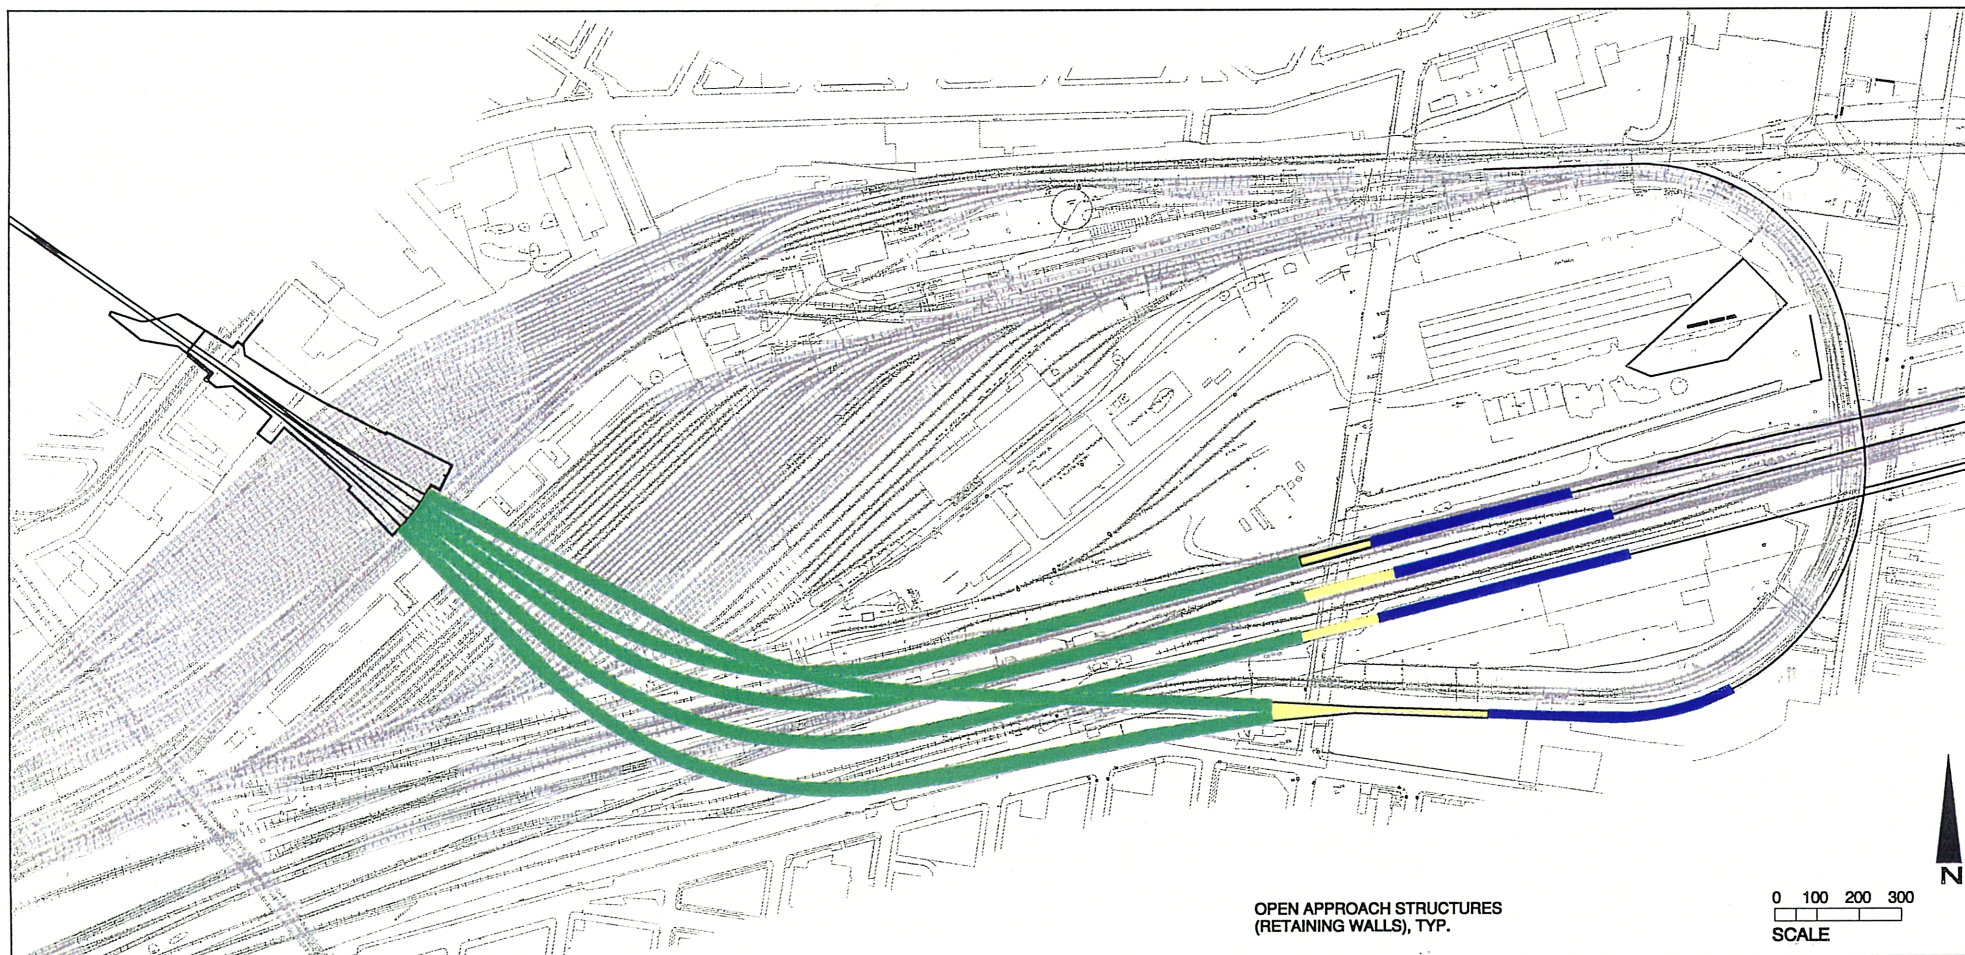 OPEN APPROACH STRUCTURES
(RETAINING WALLS), TYP.
N
0 100 200 300
SCALE